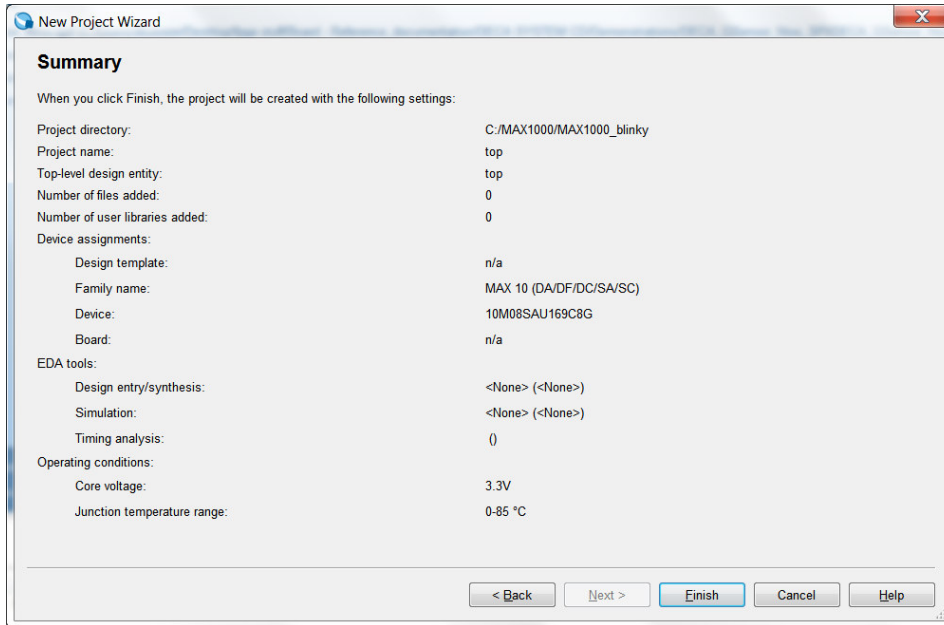 New Project Wizard
Summary
When you click Finish, the project will be created with the following settings:
Project directory: C:/MAX1000/MAX1000_blinky
Project name: top
Top-level design entity: top
Number of files added: 0
Number of user libraries added: 0
Device assignments:
Design template: n/a
Family name: MAX 10 (DA/DF/DC/SA/SC)
Device: 10M08SAU169C8G
Board: n/a
EDA tools:
Design entry/synthesis: <None> (<None>)
Simulation: <None> (<None>)
Timing analysis: ()
Operating conditions:
Core voltage: 3.3V
Junction temperature range: 0-85 °C
< Back Next > Finish Cancel Help